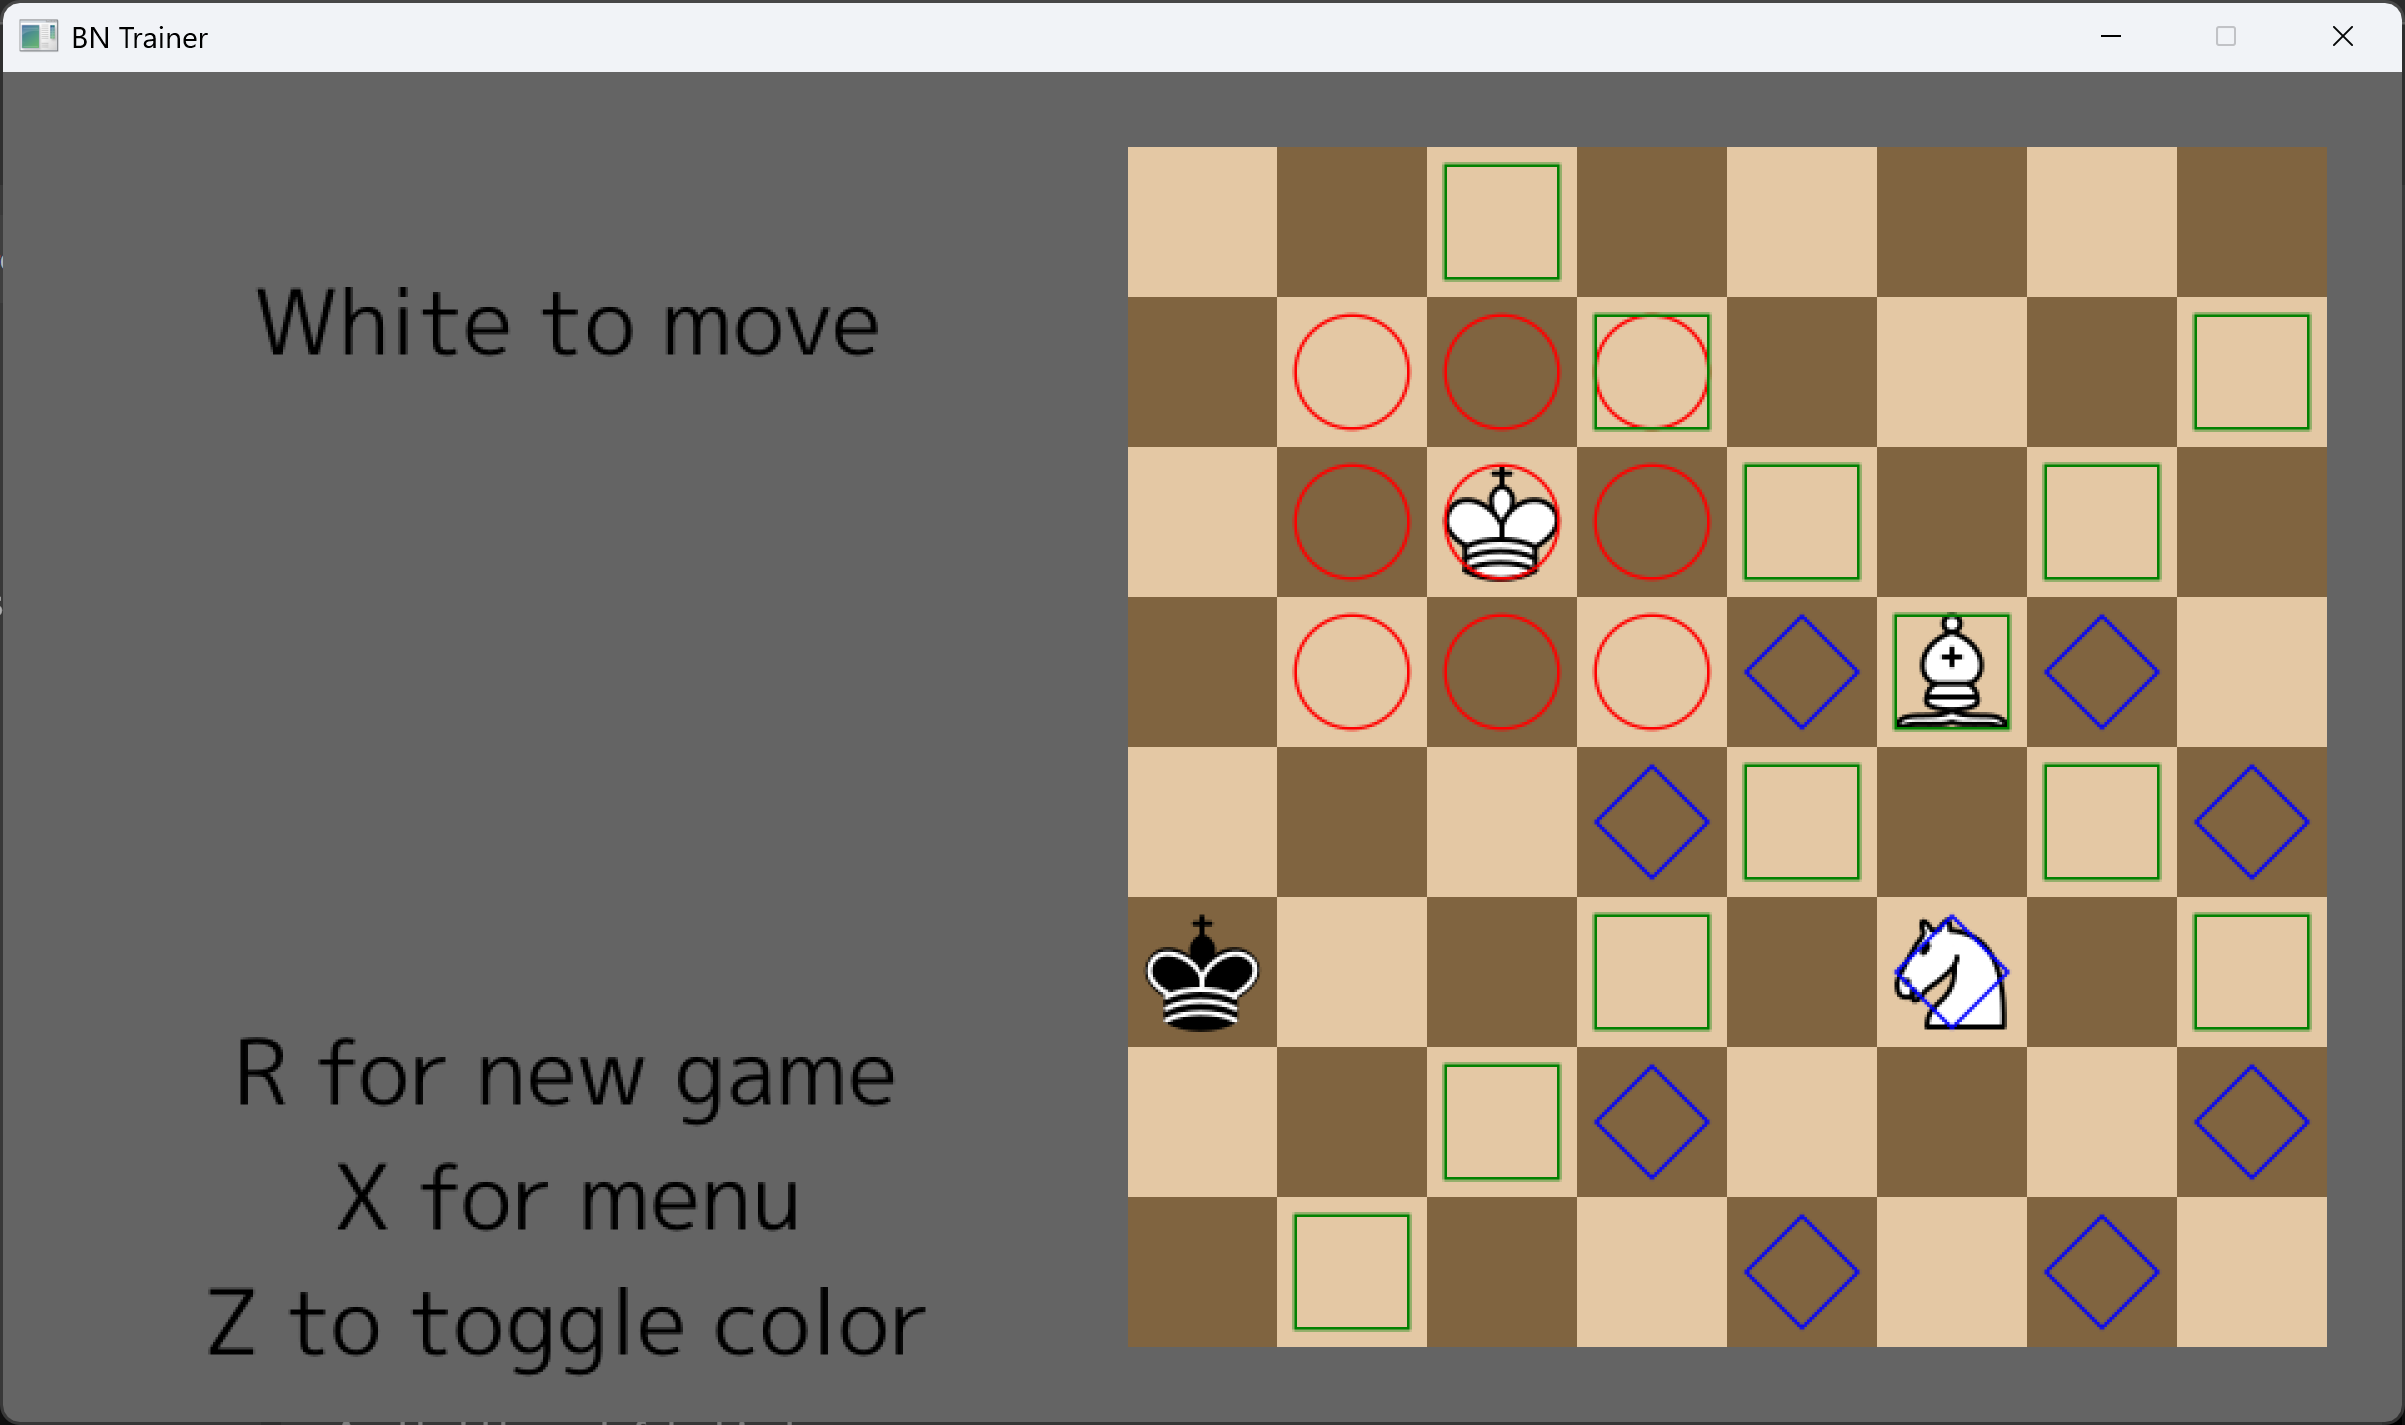 BN Trainer
White to move
R for new game
X for menu
Z to toggle color